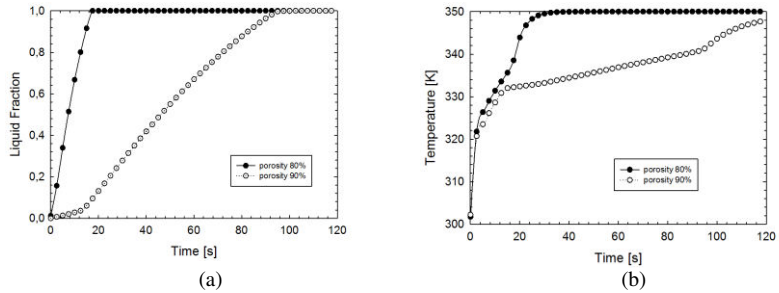 1,0
0,8
0,6
0,4
0,2
0,0
Liquid Fraction
porosity 80%
porosity 90%
0 20 40 60 80 100 120
Time [s]
(a)
350
340
330
320
310
300
Temperature [K]
porosity 80%
porosity 90%
0 20 40 60 80 100 120
Time [s]
(b)